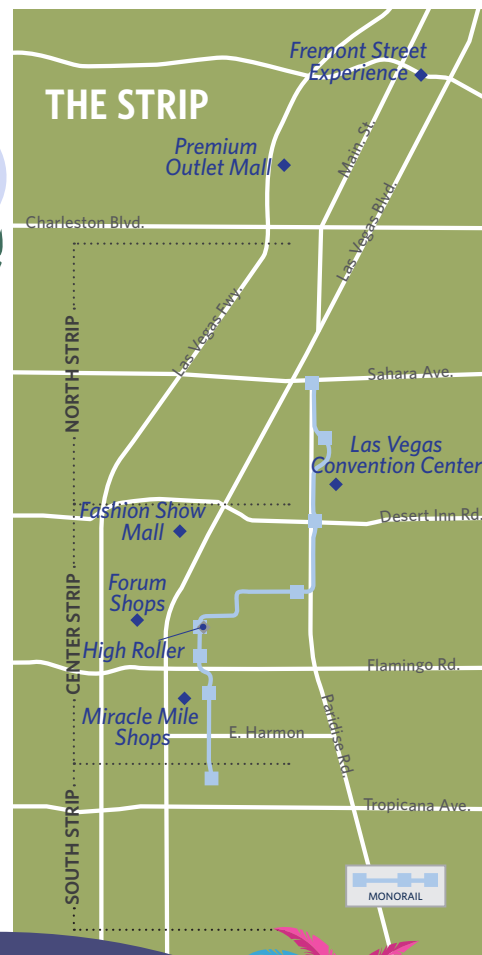 Fremont Street
Experience
THE STRIP
Premium
Outlet Mall
Main. St.
Las Vegas Blvd.
Charleston Blvd.
Las Vegas Fwy.
NORTH STRIP
Sahara Ave.
Las Vegas
Convention Center
Fashion Show
Mall
Desert Inn Rd.
Forum
Shops
CENTER STRIP
High Roller
Flamingo Rd.
Miracle Mile
Shops
E. Harmon
Paridise Rd.
SOUTH STRIP
Tropicana Ave.
MONORAIL